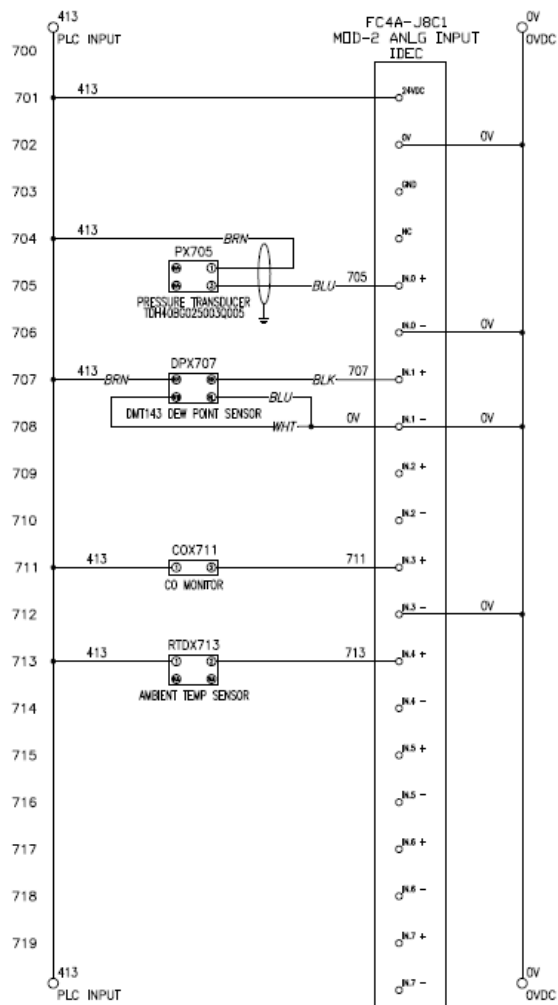 413
PLC INPUT
FC4A-J8C1
MOD-2 ANLG INPUT
IDEC
0V
0VDC
700
701
413
24VDC
702
0V
0V
703
GND
704
413
BRN
NC
PX705
1
705
BLU
705
IN.0 +
PRESSURE TRANSDUCER
TDH40BG025003Q005
706
IN.0 -
0V
DPX707
707
413
BRN
BLK
707
IN.1 +
BLU
DMT143 DEW POINT SENSOR
708
WHT
0V
IN.1 -
0V
709
IN.2 +
710
IN.2 -
COX711
711
413
1
711
IN.3 +
CO MONITOR
712
IN.3 -
0V
RTDX713
713
413
1
2
713
IN.4 +
AMBIENT TEMP SENSOR
714
IN.4 -
715
IN.5 +
716
IN.5 -
717
IN.6 +
718
IN.6 -
719
IN.7 +
413
PLC INPUT
IN.7 -
0V
0VDC